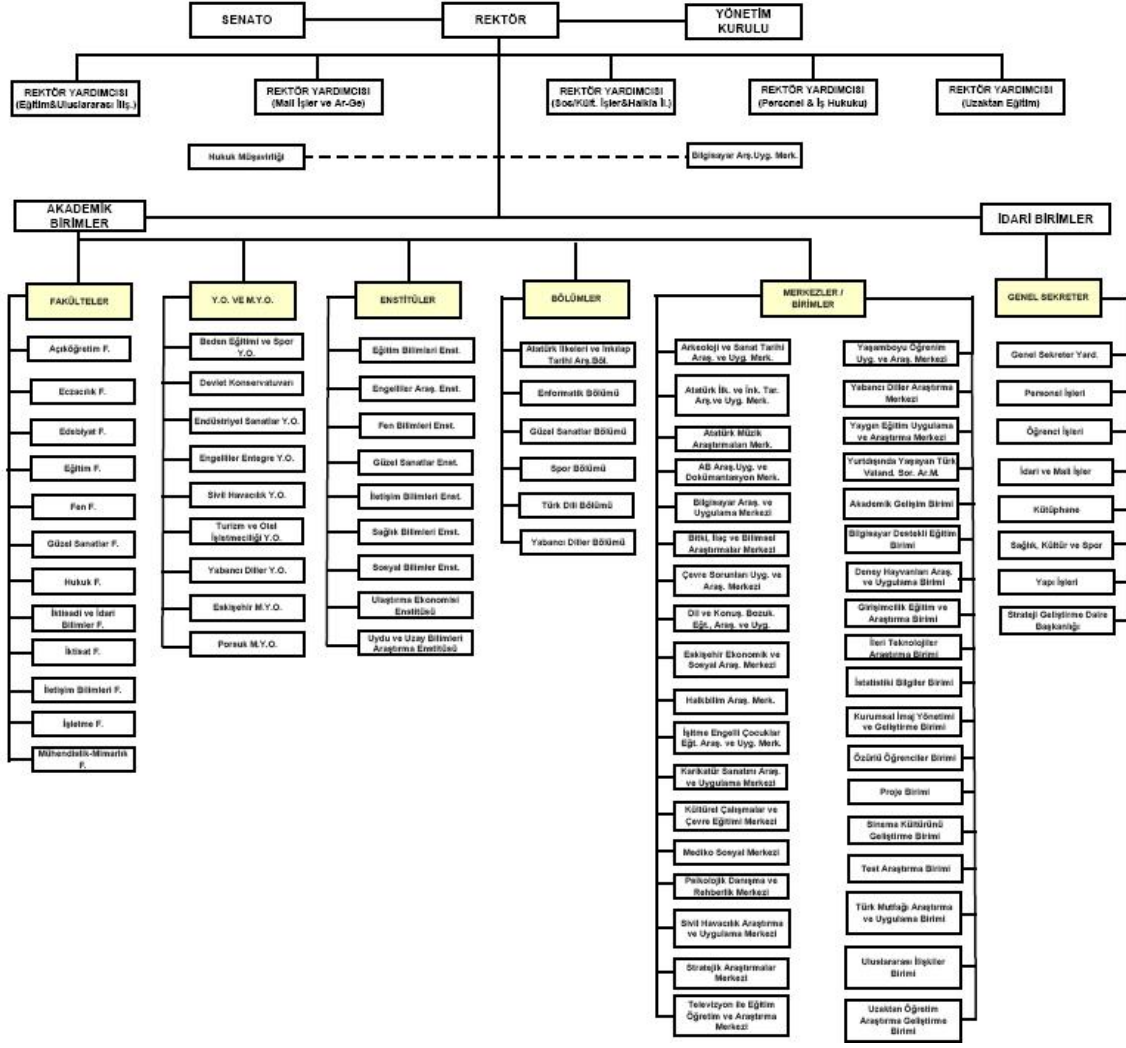 SENATO
REKTÖR
YÖNETİM
KURULU
REKTÖR YARDIMCISI
(Eğitim&Uluslararası İliş.)
REKTÖR YARDIMCISI
(Mali İşler ve Ar-Ge)
REKTÖR YARDIMCISI
(Sos/Kült. İşler&Halkla İl.)
REKTÖR YARDIMCISI
(Personel & İş Hukuku)
REKTÖR YARDIMCISI
(Uzaktan Eğitim)
Hukuk Müşavirliği
Bilgisayar Arş.Uyg. Merk.
AKADEMİK
BİRİMLER
İDARİ BİRİMLER
FAKÜLTELER
Açıköğretim F.
Eczacılık F.
Edebiyat F.
Eğitim F.
Fen F.
Güzel Sanatlar F.
Hukuk F.
İktisadi ve İdari
Bilimler F.
İktisat F.
İletişim Bilimleri F.
İşletme F.
Mühendislik-Mimarlık
F.
Y.O. VE M.Y.O.
Beden Eğitimi ve Spor
Y.O.
Devlet Konservatuvarı
Endüstriyel Sanatlar Y.O.
Engelliler Entegre Y.O.
Sivil Havacılık Y.O.
Turizm ve Otel
İşletmeciliği Y.O.
Yabancı Diller Y.O.
Eskişehir M.Y.O.
Porsuk M.Y.O.
ENSTİTÜLER
Eğitim Bilimleri Enst.
Engelliler Araş. Enst.
Fen Bilimleri Enst.
Güzel Sanatlar Enst.
İletişim Bilimleri Enst.
Sağlık Bilimleri Enst.
Sosyal Bilimler Enst.
Ulaştırma Ekonomisi
Enstitüsü
Uydu ve Uzay Bilimleri
Araştırma Enstitüsü
BÖLÜMLER
Atatürk İlkeleri ve İnkılap
Tarihi Arş.Böl.
Enformatik Bölümü
Güzel Sanatlar Bölümü
Spor Bölümü
Türk Dili Bölümü
Yabancı Diller Bölümü
MERKEZLER /
BİRİMLER
Arkeoloji ve Sanat Tarihi
Araş. ve Uyg. Merk.
Atatürk İlk. ve İnk. Tar.
Arş.ve Uyg. Merk.
Atatürk Müzik
Araştırmaları Merk.
AB Araş.Uyg. ve
Dokümantasyon Merk.
Bilgisayar Araş. ve
Uygulama Merkezi
Bitki, İlaç ve Bilimsel
Araştırmalar Merkezi
Çevre Sorunları Uyg. ve
Araş. Merkezi
Dil ve Konuş. Bozuk.
Eğt., Araş. ve Uyg.
Eskişehir Ekonomik ve
Sosyal Araş. Merkezi
Halkbilim Araş. Merk.
İşitme Engelli Çocuklar
Eğt. Araş. ve Uyg. Merk.
Karikatür Sanatını Araş.
ve Uygulama Merkezi
Kültürel Çalışmalar ve
Çevre Eğitimi Merkezi
Mediko Sosyal Merkezi
Psikolojik Danışma ve
Rehberlik Merkezi
Sivil Havacılık Araştırma
ve Uygulama Merkezi
Stratejik Araştırmalar
Merkezi
Televizyon ile Eğitim
Öğretim ve Araştırma
Merkezi
Yaşamboyu Öğrenim
Uyg. ve Araş. Merkezi
Yabancı Diller Araştırma
Merkezi
Yaygın Eğitim Uygulama
ve Araştırma Merkezi
Yurtdışında Yaşayan Türk
Vatand. Sor. Ar.M.
Akademik Gelişim Birimi
Bilgisayar Destekli Eğitim
Birimi
Deney Hayvanları Araş.
ve Uygulama Birimi
Girişimcilik Eğitim ve
Araştırma Birimi
İleri Teknolojiler
Araştırma Birimi
İstatistiki Bilgiler Birimi
Kurumsal İmaj Yönetimi
ve Geliştirme Birimi
Özürlü Öğrenciler Birimi
Proje Birimi
Sinema Kültürünü
Geliştirme Birimi
Test Araştırma Birimi
Türk Mutfağı Araştırma
ve Uygulama Birimi
Uluslararası İlişkiler
Birimi
Uzaktan Öğretim
Araştırma Geliştirme
Birimi
GENEL SEKRETER
Genel Sekreter Yard.
Personel İşleri
Öğrenci İşleri
İdari ve Mali İşler
Kütüphane
Sağlık, Kültür ve Spor
Yapı İşleri
Strateji Geliştirme Daire
Başkanlığı